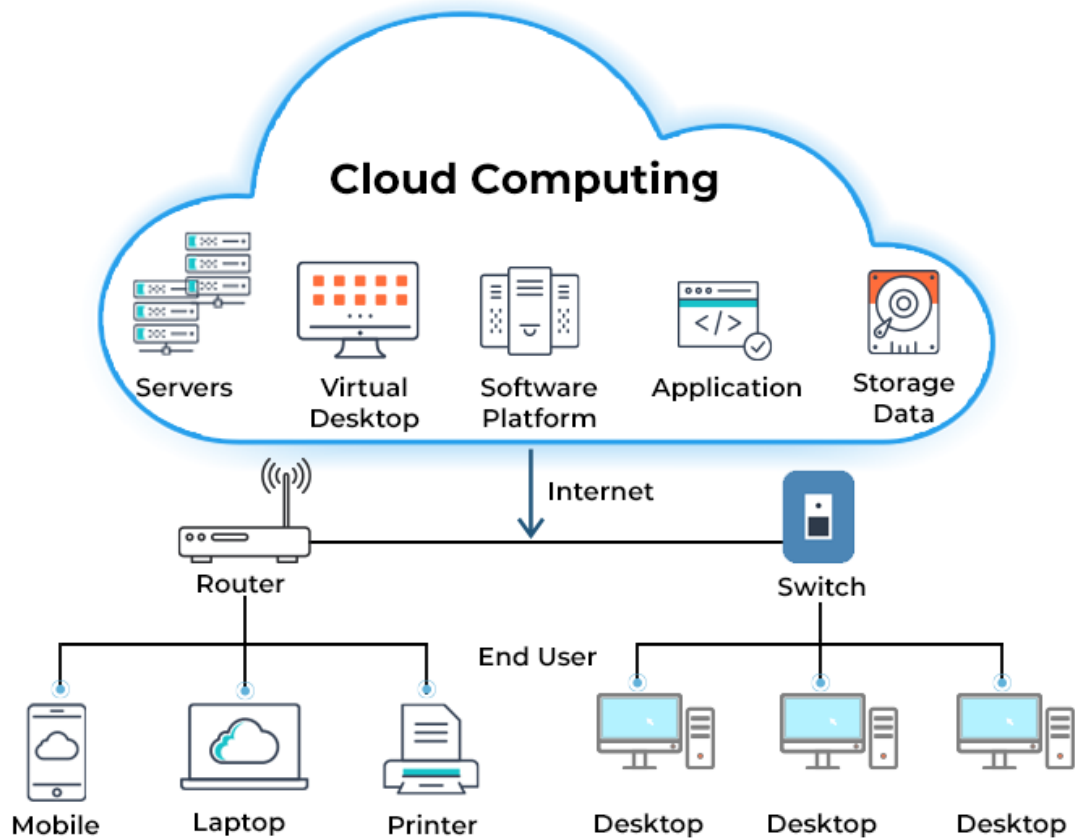 Cloud Computing
Servers
Virtual
Desktop
Software
Platform
Application
Storage
Data
Internet
Router
Switch
End User
Mobile
Laptop
Printer
Desktop
Desktop
Desktop